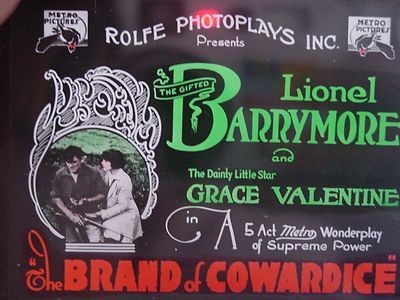 METRO
PICTURES
METRO
PICTURES
ROLFE PHOTOPLAYS INC.
Presents
THE GIFTED
Lionel
BARRYMORE
and
The Dainty Little Star
GRACE VALENTINE
in A 5 Act Metro Wonderplay
of Supreme Power
"The BRAND of COWARDICE"